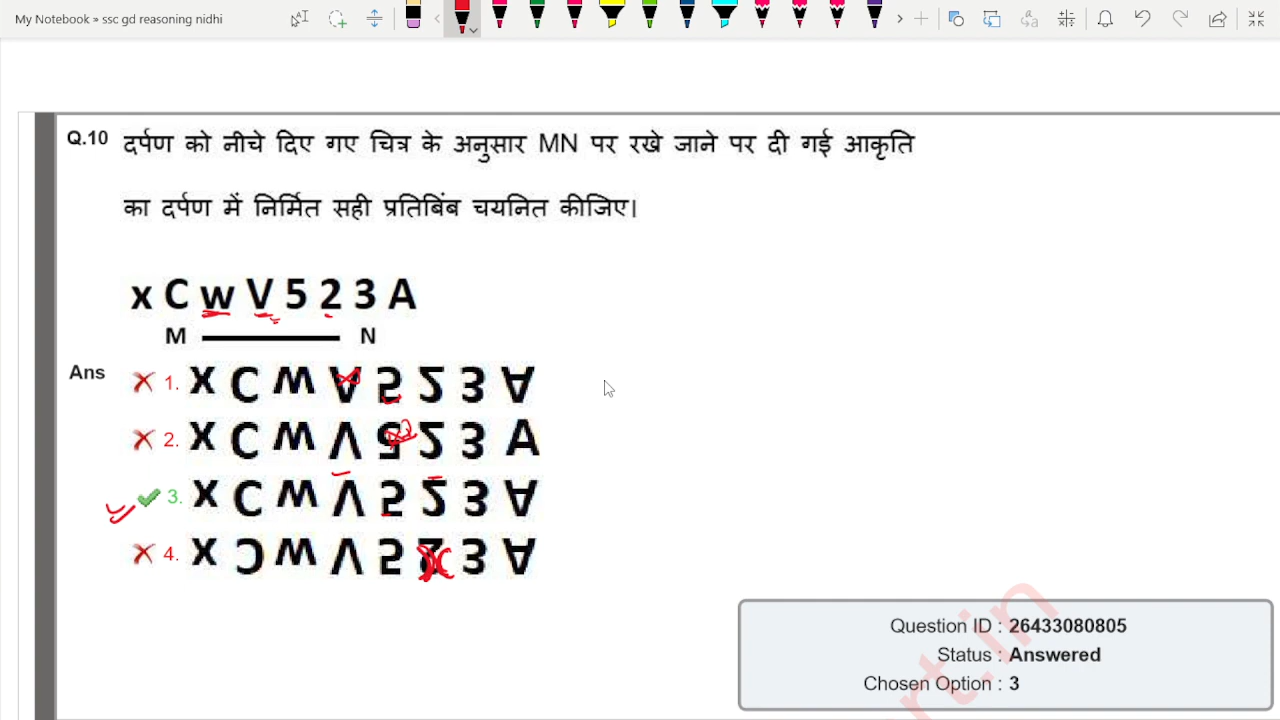 My Notebook » ssc gd reasoning nidhi
Q.10 दर्पण को नीचे दिए गए चित्र के अनुसार MN पर रखे जाने पर दी गई आकृति
का दर्पण में निर्मित सही प्रतिबिंब चयनित कीजिए।
x C w V 5 2 3 A
M N
Ans
1.
2.
3.
4.
Question ID : 26433080805
Status : Answered
Chosen Option : 3